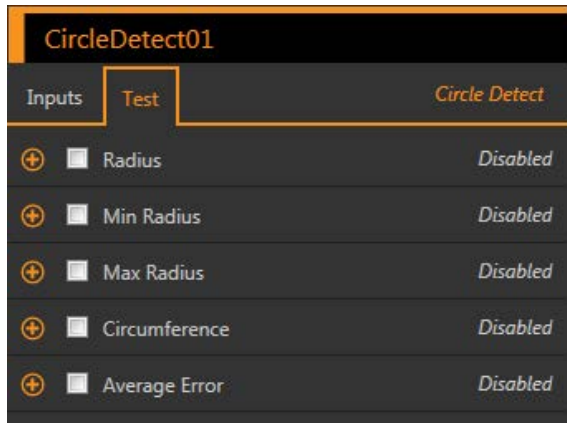 CircleDetect01
Inputs Test Circle Detect
Radius Disabled
Min Radius Disabled
Max Radius Disabled
Circumference Disabled
Average Error Disabled